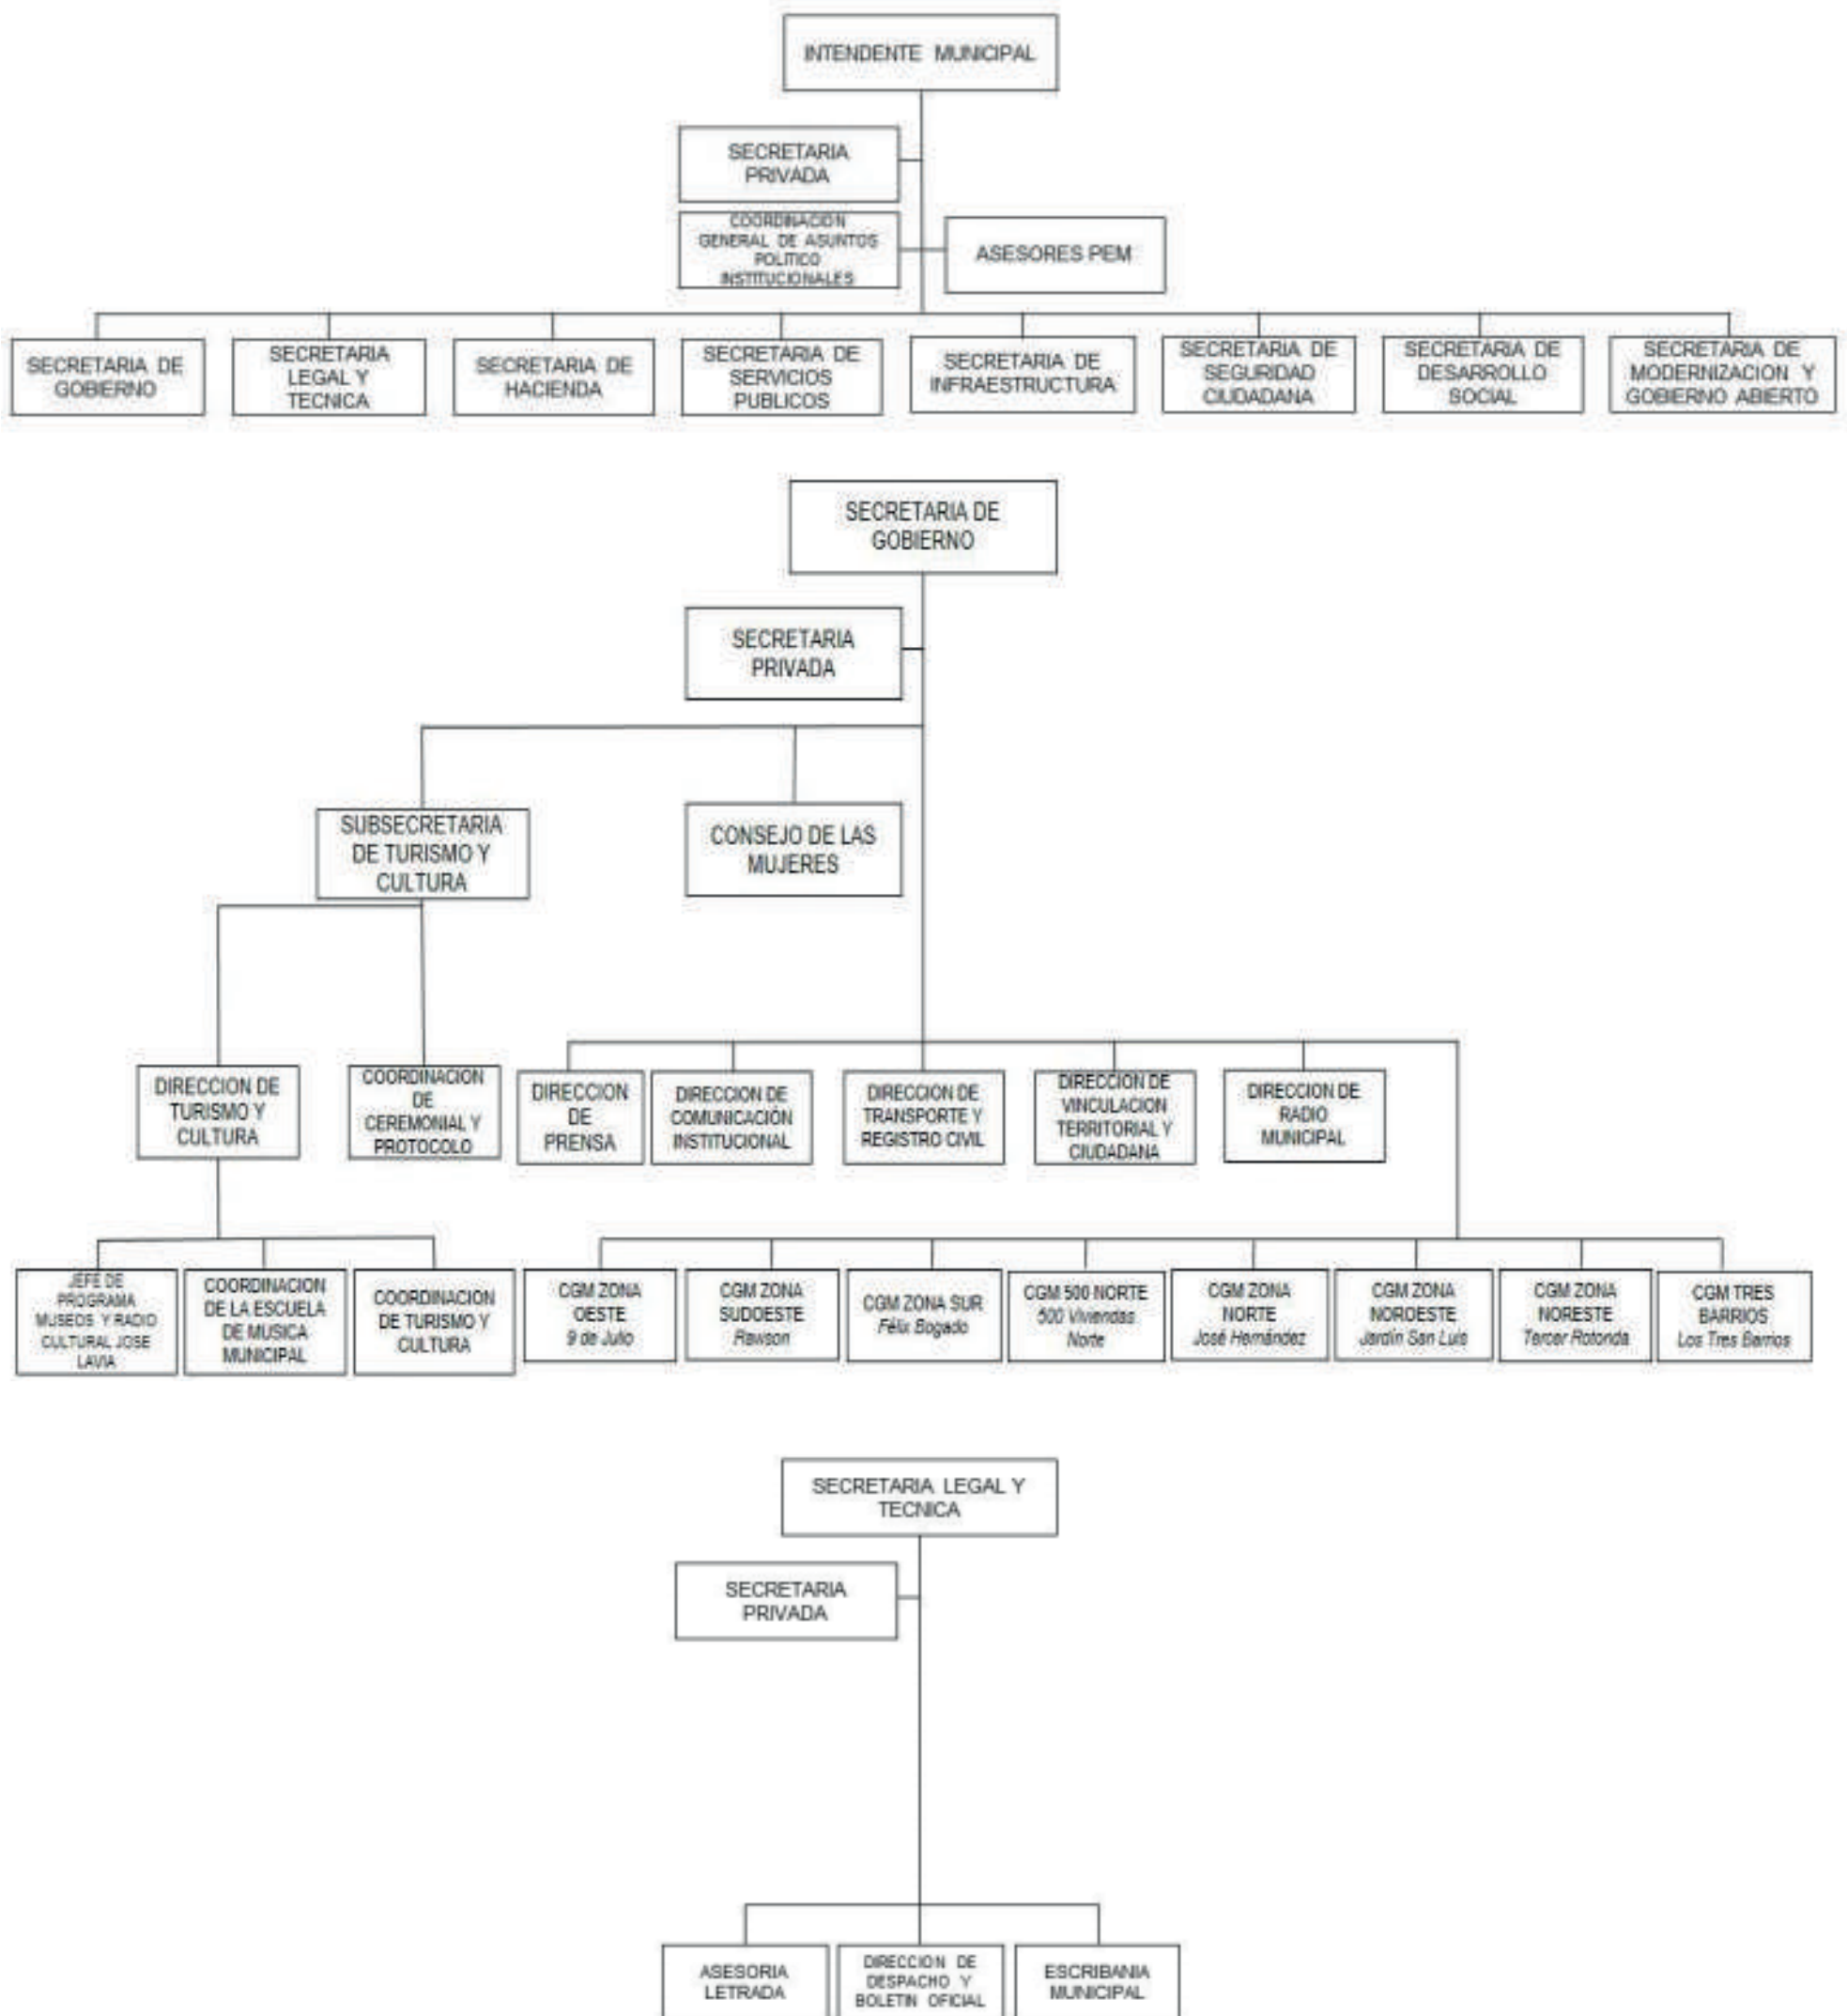 INTENDENTE MUNICIPAL
SECRETARIA
PRIVADA
COORDINACION
GENERAL DE ASUNTOS
POLITICO
INSTITUCIONALES
ASESORES PEM
SECRETARIA DE
GOBIERNO
SECRETARIA
LEGAL Y
TECNICA
SECRETARIA DE
HACIENDA
SECRETARIA DE
SERVICIOS
PUBLICOS
SECRETARIA DE
INFRAESTRUCTURA
SECRETARIA DE
SEGURIDAD
CIUDADANA
SECRETARIA DE
DESARROLLO
SOCIAL
SECRETARIA DE
MODERNIZACION Y
GOBIERNO ABIERTO
SECRETARIA DE
GOBIERNO
SECRETARIA
PRIVADA
SUBSECRETARIA
DE TURISMO Y
CULTURA
CONSEJO DE LAS
MUJERES
DIRECCION DE
TURISMO Y
CULTURA
COORDINACION
DE
CEREMONIAL Y
PROTOCOLO
DIRECCION
DE
PRENSA
DIRECCION DE
COMUNICACIÓN
INSTITUCIONAL
DIRECCION DE
TRANSPORTE Y
REGISTRO CIVIL
DIRECCION DE
VINCULACION
TERRITORIAL Y
CIUDADANA
DIRECCION DE
RADIO
MUNICIPAL
JEFE DE
PROGRAMA
MUSEOS Y RADIO
CULTURAL JOSE
LAVIA
COORDINACION
DE LA ESCUELA
DE MUSICA
MUNICIPAL
COORDINACION
DE TURISMO Y
CULTURA
CGM ZONA
OESTE
9 de Julio
CGM ZONA
SUDOESTE
Rawson
CGM ZONA SUR
Félix Bogado
CGM 500 NORTE
500 Viviendas
Norte
CGM ZONA
NORTE
José Hernández
CGM ZONA
NOROESTE
Jardín San Luis
CGM ZONA
NORESTE
Tercer Rotonda
CGM TRES
BARRIOS
Los Tres Barrios
SECRETARIA LEGAL Y
TECNICA
SECRETARIA
PRIVADA
ASESORIA
LETRADA
DIRECCION DE
DESPACHO Y
BOLETIN OFICIAL
ESCRIBANIA
MUNICIPAL